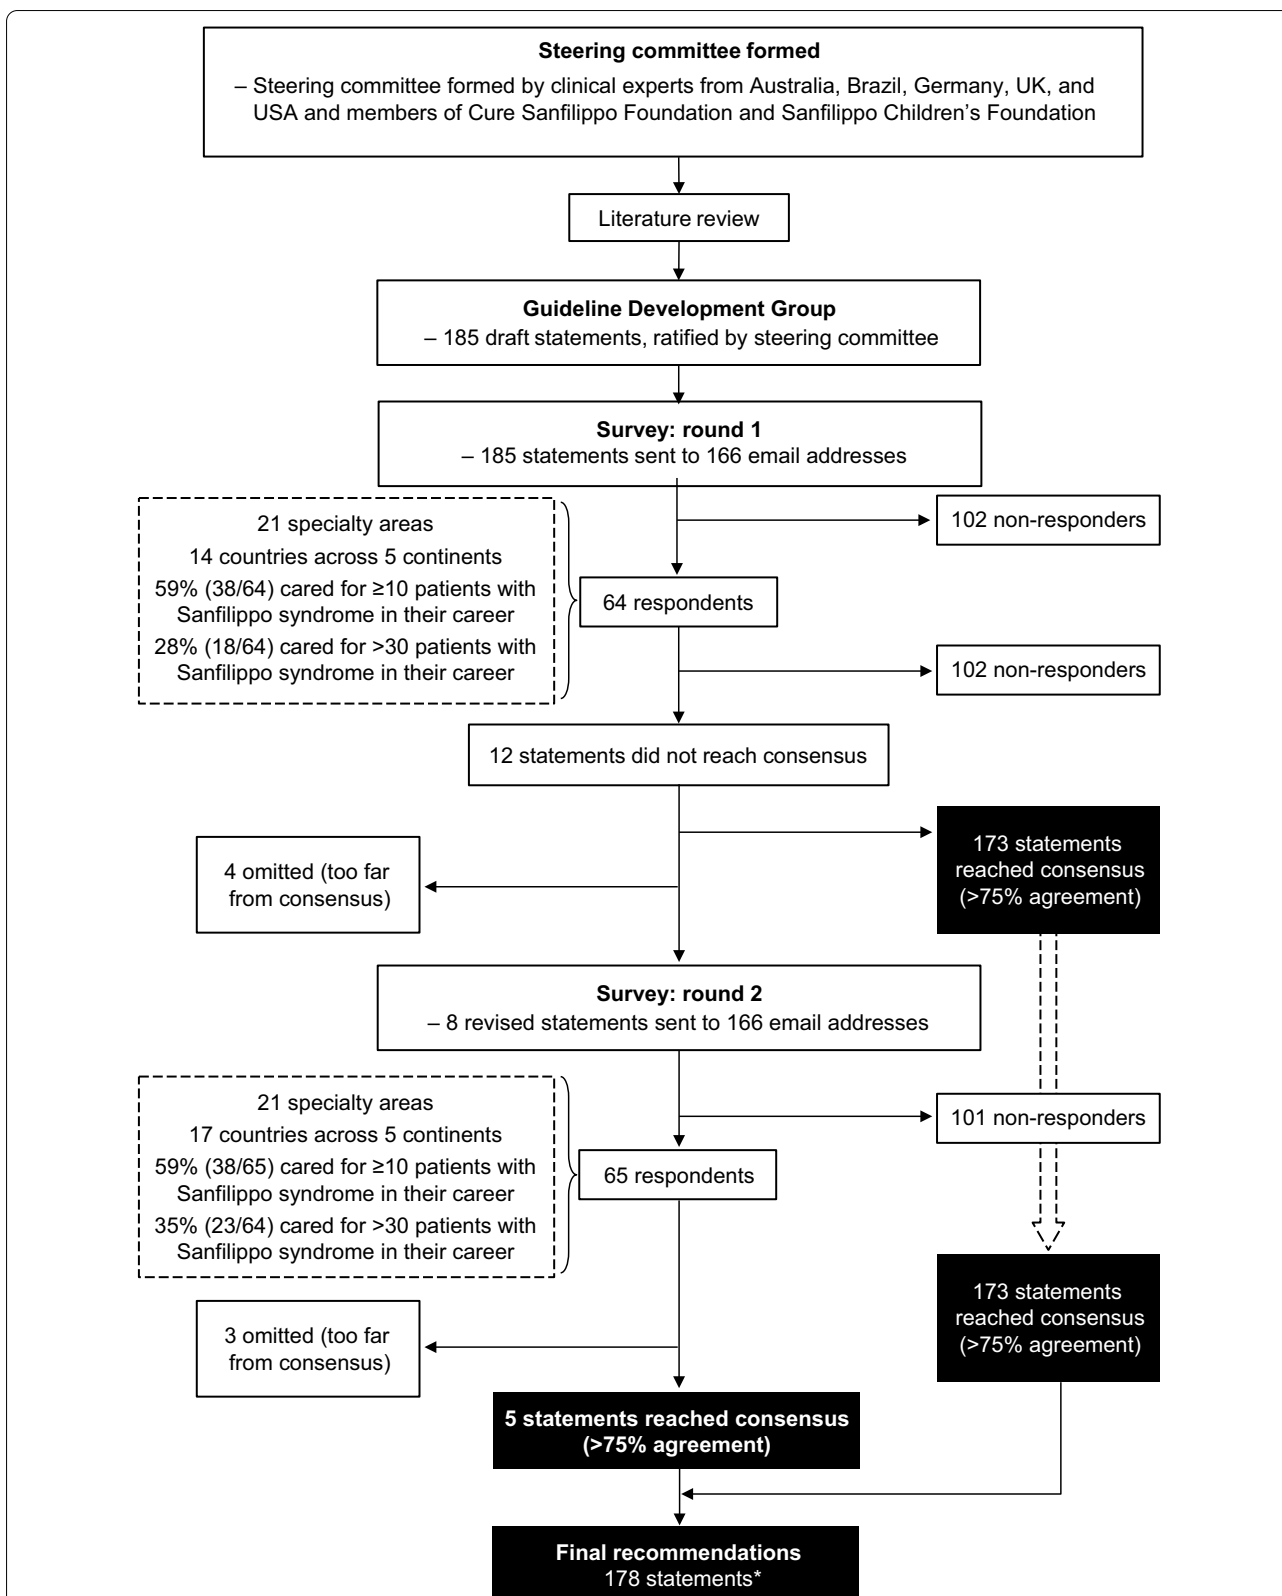 Steering committee formed
– Steering committee formed by clinical experts from Australia, Brazil, Germany, UK, and
USA and members of Cure Sanfilippo Foundation and Sanfilippo Children's Foundation
Literature review
Guideline Development Group
– 185 draft statements, ratified by steering committee
Survey: round 1
– 185 statements sent to 166 email addresses
21 specialty areas
14 countries across 5 continents
59% (38/64) cared for ≥10 patients with
Sanfilippo syndrome in their career
28% (18/64) cared for >30 patients with
Sanfilippo syndrome in their career
102 non-responders
64 respondents
102 non-responders
12 statements did not reach consensus
4 omitted (too far
from consensus)
173 statements
reached consensus
(>75% agreement)
Survey: round 2
– 8 revised statements sent to 166 email addresses
21 specialty areas
17 countries across 5 continents
59% (38/65) cared for ≥10 patients with
Sanfilippo syndrome in their career
35% (23/64) cared for >30 patients with
Sanfilippo syndrome in their career
101 non-responders
65 respondents
173 statements
reached consensus
(>75% agreement)
3 omitted (too far
from consensus)
5 statements reached consensus
(>75% agreement)
Final recommendations
178 statements*